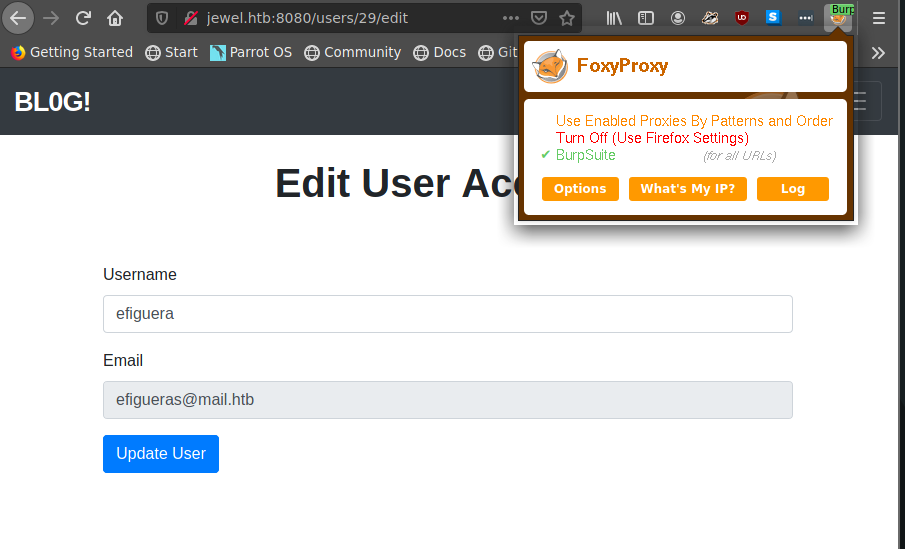 jewel.htb:8080/users/29/edit
Burp
Getting Started Start Parrot OS Community Docs Git
FoxyProxy
BL0G!
Use Enabled Proxies By Patterns and Order
Turn Off (Use Firefox Settings)
✔ BurpSuite (for all URLs)
Options What's My IP? Log
Edit User Acc
Username
efiguera
Email
efigueras@mail.htb
Update User